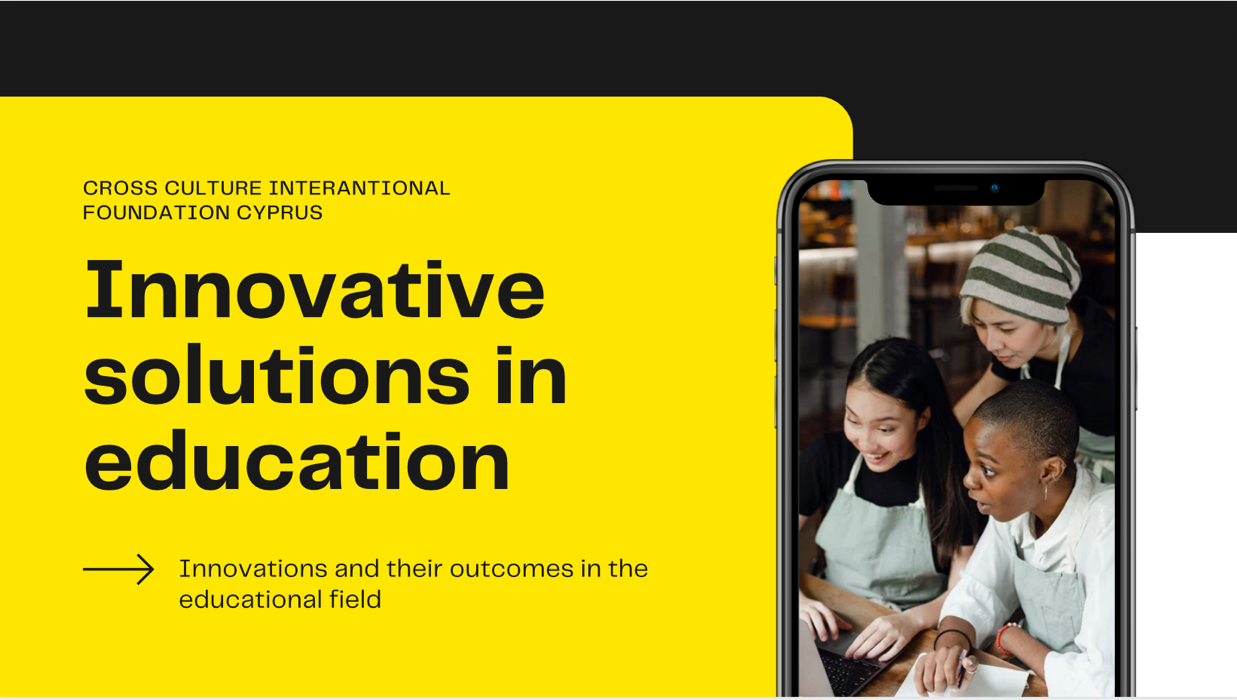 CROSS CULTURE INTERANTIONAL
FOUNDATION CYPRUS
Innovative
solutions in
education
Innovations and their outcomes in the
educational field